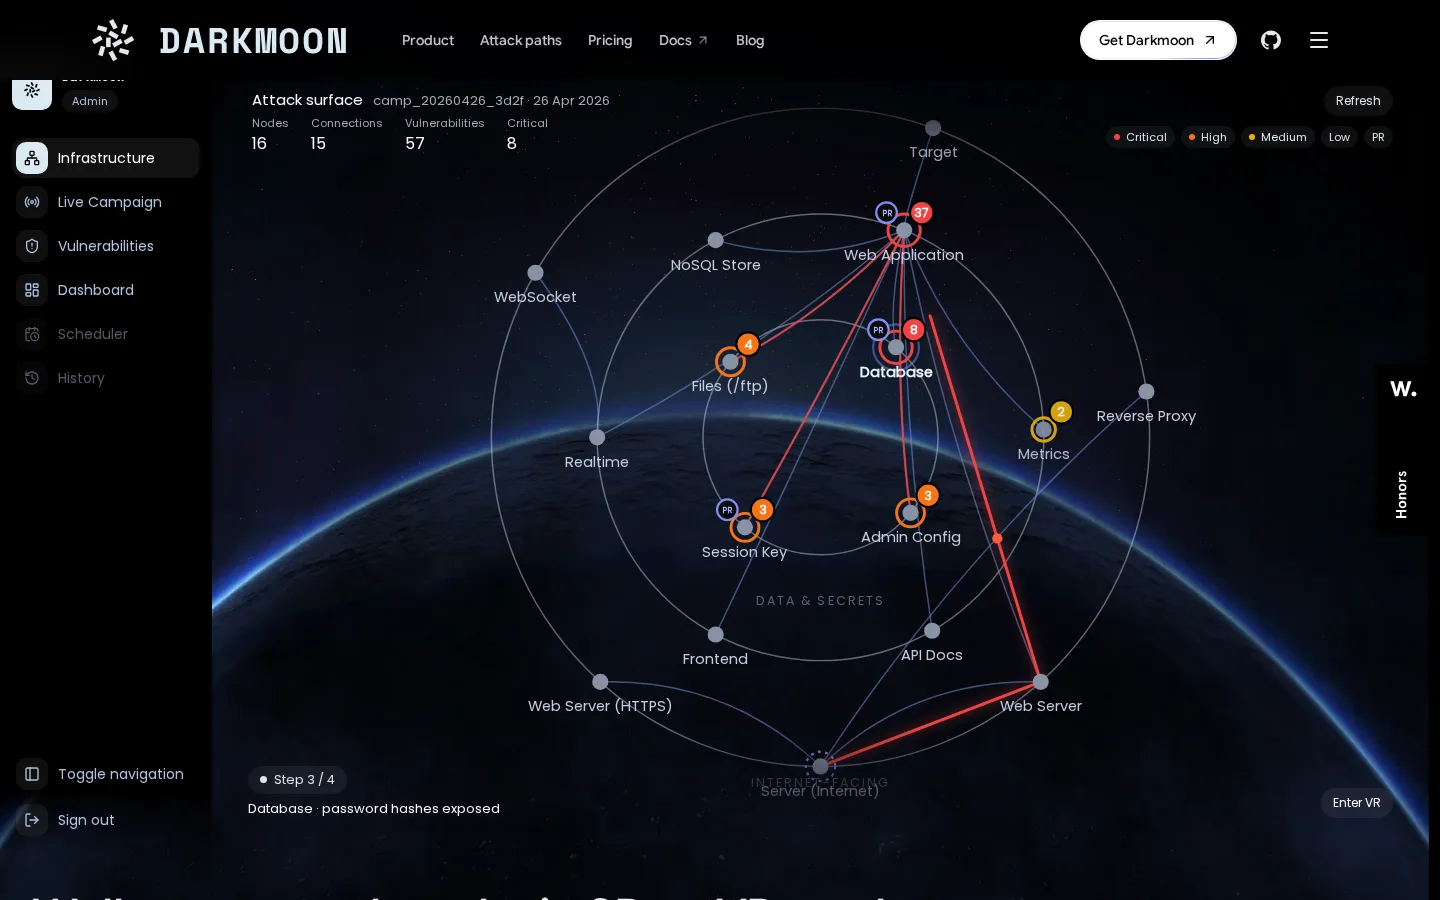 DARKMOON
Product
Attack paths
Pricing
Docs
Blog
Get Darkmoon
Admin
Infrastructure
Live Campaign
Vulnerabilities
Dashboard
Scheduler
History
Toggle navigation
Sign out
Attack surface camp_20260426_3d2f · 26 Apr 2026
Nodes Connections Vulnerabilities Critical
16 15 57 8
Refresh
Critical High Medium Low PR
Target
PR 37
Web Application
NoSQL Store
WebSocket
PR 8
Database
4
Files (/ftp)
Reverse Proxy
2
Metrics
Realtime
PR 3
Session Key
3
Admin Config
DATA & SECRETS
Frontend
API Docs
Web Server (HTTPS)
Web Server
INTERNET-FACING
Server (Internet)
Step 3 / 4
Database · password hashes exposed
Enter VR
W.
Honors